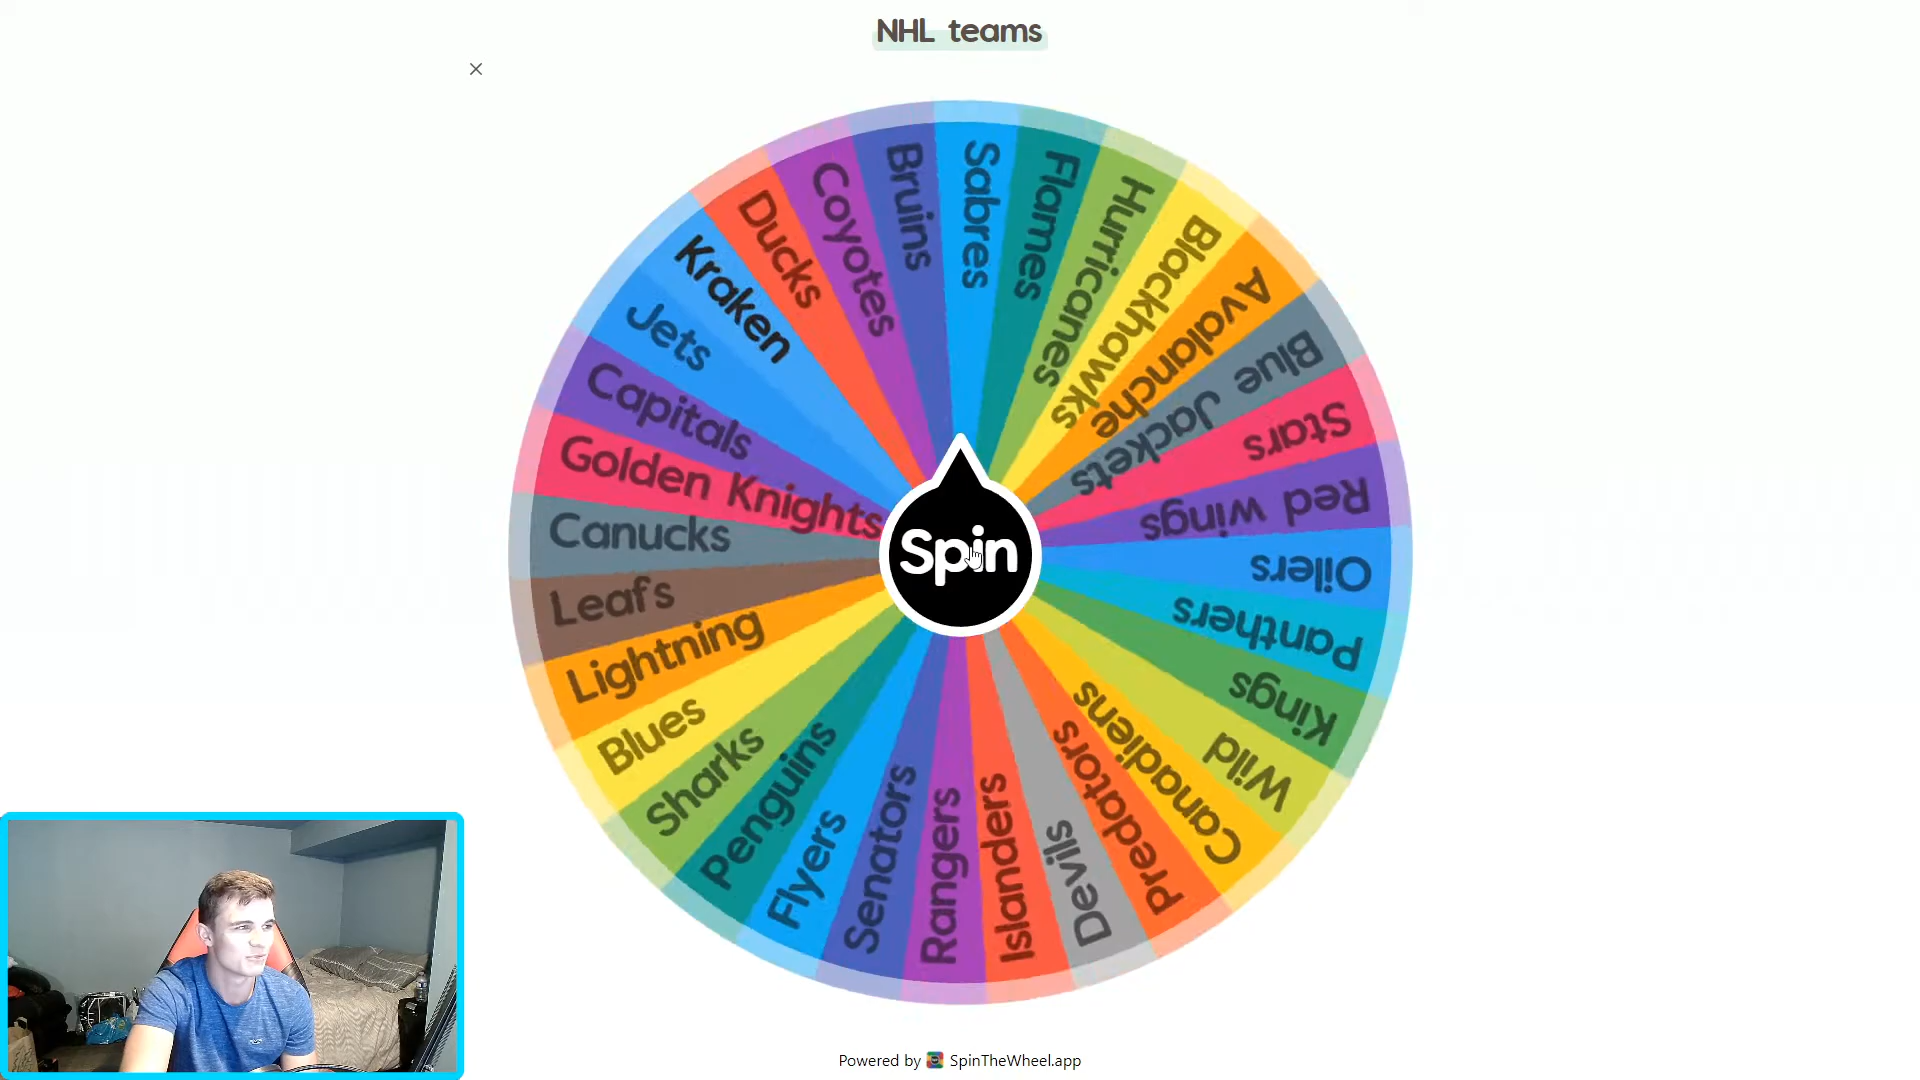 NHL teams
Sabres
Flames
Hurricanes
Blackhawks
Avalanche
Blue Jackets
Stars
Red wings
Oilers
Panthers
Kings
Wild
Canadiens
Predators
Devils
Islanders
Rangers
Senators
Flyers
Penguins
Sharks
Blues
Lightning
Leafs
Canucks
Golden Knights
Capitals
Jets
Kraken
Ducks
Coyotes
Bruins
Spin
Powered by SpinTheWheel.app